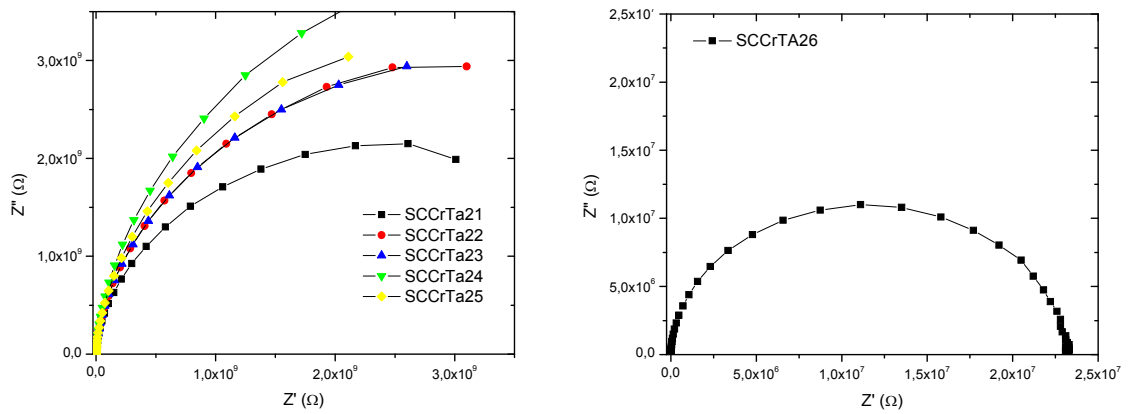 3,0x10⁹
2,0x10⁹
1,0x10⁹
0,0
Z'' (Ω)
SCCrTa21
SCCrTa22
SCCrTa23
SCCrTa24
SCCrTa25
0,0
1,0x10⁹
2,0x10⁹
3,0x10⁹
Z' (Ω)
2,5x10⁷
2,0x10⁷
1,5x10⁷
1,0x10⁷
5,0x10⁶
0,0
Z'' (Ω)
SCCrTA26
0,0
5,0x10⁶
1,0x10⁷
1,5x10⁷
2,0x10⁷
2,5x10⁷
Z' (Ω)